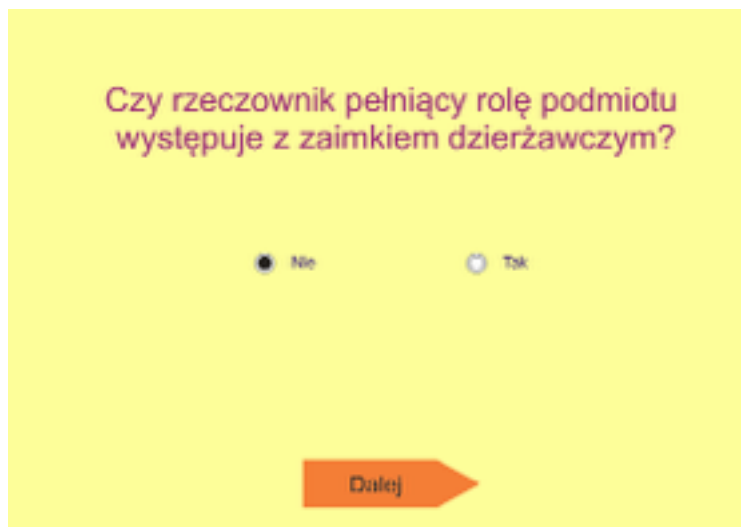 Czy rzeczownik pełniący rolę podmiotu
występuje z zaimkiem dzierżawczym?
Nie Tak
Dalej